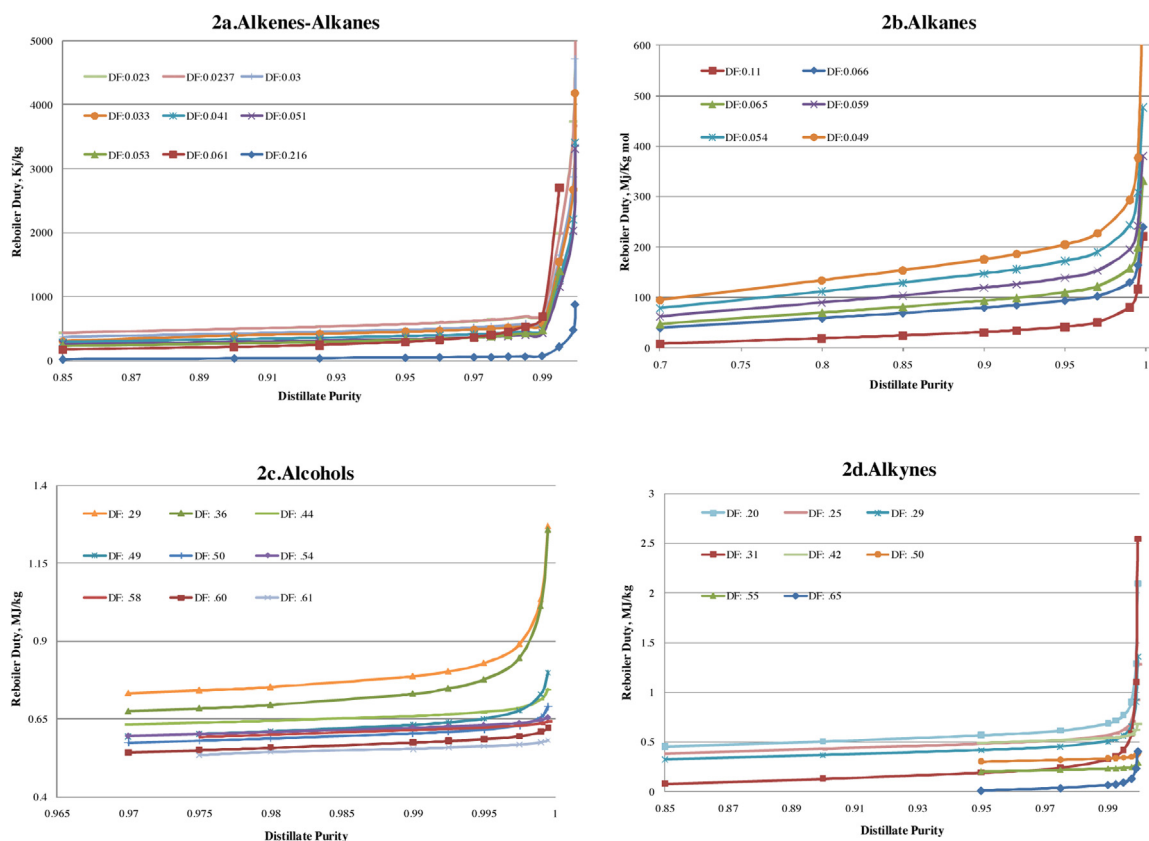 2a.Alkenes-Alkanes
5000
4000
3000
2000
1000
0
Reboiler Duty, Kj/kg
DF:0.023 DF:0.0237 DF:0.03
DF:0.033 DF:0.041 DF:0.051
DF:0.053 DF:0.061 DF:0.216
0.85 0.87 0.89 0.91 0.93 0.95 0.97 0.99
Distillate Purity
2b.Alkanes
600
500
400
300
200
100
0
Reboiler Duty, Mj/Kg mol
DF:0.11 DF:0.066
DF:0.065 DF:0.059
DF:0.054 DF:0.049
0.7 0.75 0.8 0.85 0.9 0.95 1
Distillate Purity
2c.Alcohols
1.4
1.15
0.9
0.65
0.4
Reboiler Duty, MJ/kg
DF: .29 DF: .36 DF: .44
DF: .49 DF: .50 DF: .54
DF: .58 DF: .60 DF: .61
0.965 0.97 0.975 0.98 0.985 0.99 0.995 1
Distillate Purity
2d.Alkynes
3
2.5
2
1.5
1
0.5
0
Reboiler Duty, MJ/kg
DF: .20 DF: .25 DF: .29
DF: .31 DF: .42 DF: .50
DF: .55 DF: .65
0.85 0.87 0.89 0.91 0.93 0.95 0.97 0.99
Distillate Purity